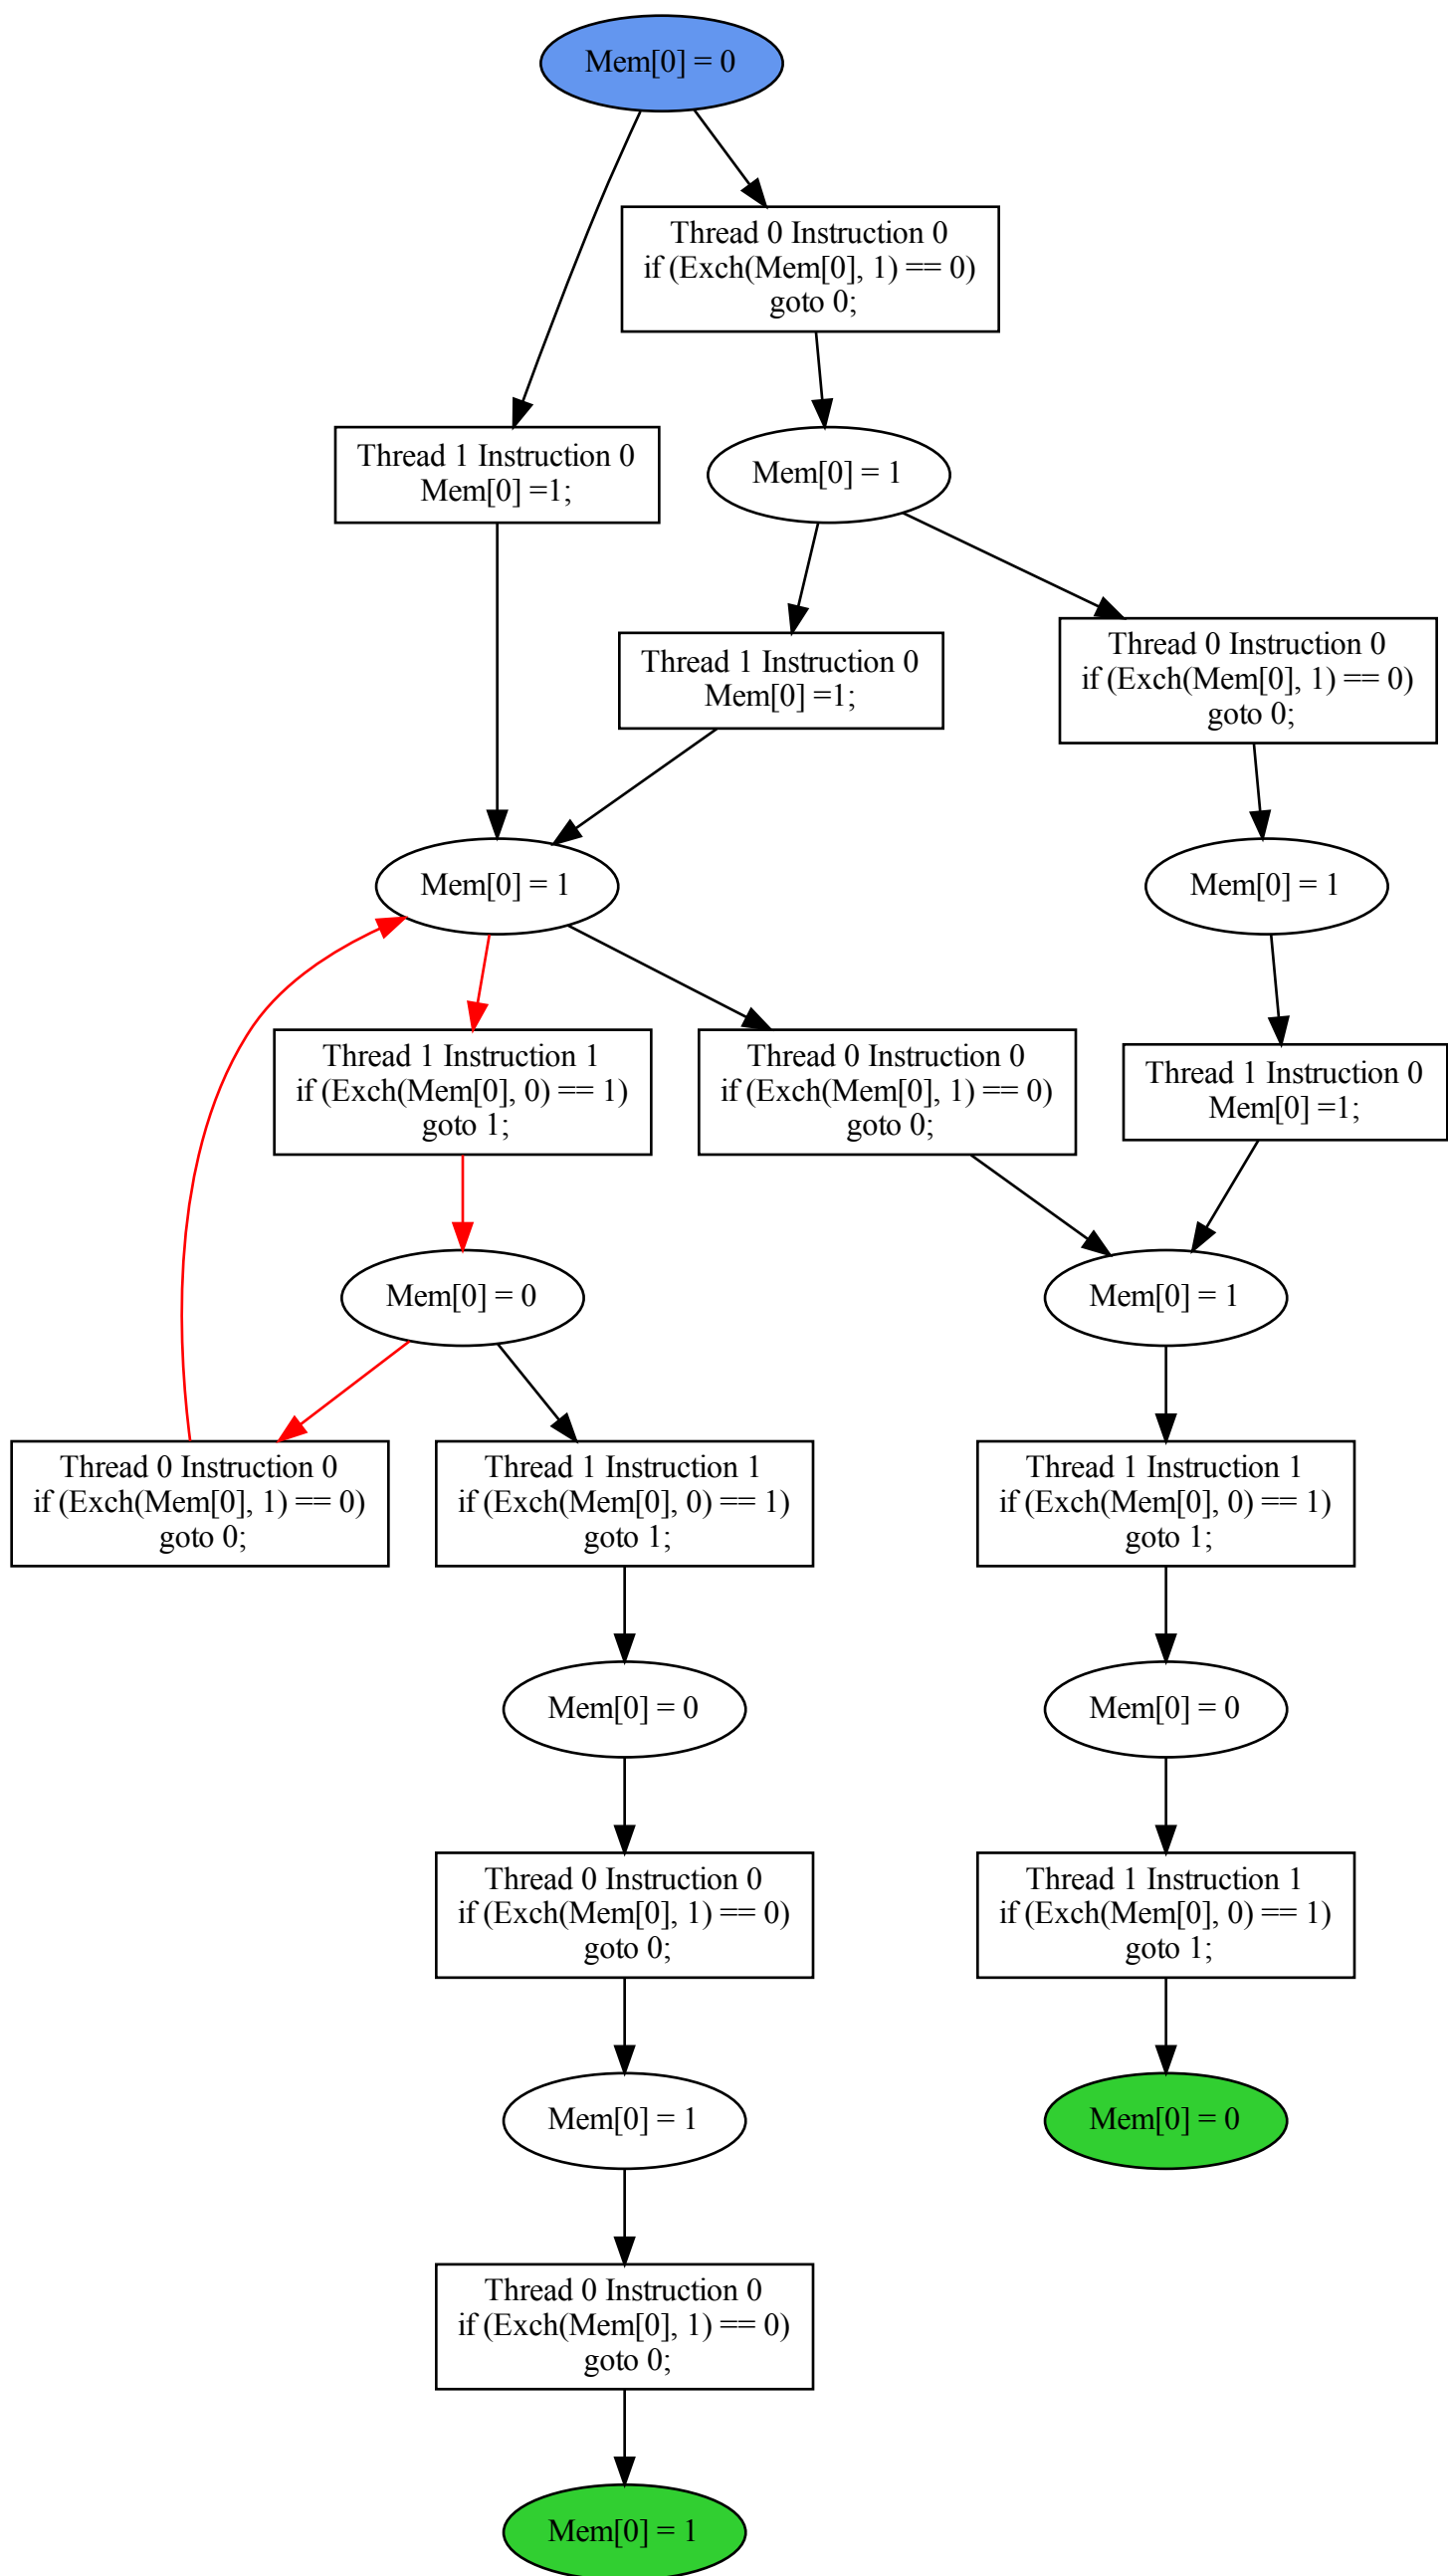 Mem[0] = 0
Thread 0 Instruction 0
if (Exch(Mem[0], 1) == 0)
goto 0;
Thread 1 Instruction 0
Mem[0] =1;
Mem[0] = 1
Thread 1 Instruction 0
Mem[0] =1;
Thread 0 Instruction 0
if (Exch(Mem[0], 1) == 0)
goto 0;
Mem[0] = 1
Mem[0] = 1
Thread 1 Instruction 1
if (Exch(Mem[0], 0) == 1)
goto 1;
Thread 0 Instruction 0
if (Exch(Mem[0], 1) == 0)
goto 0;
Thread 1 Instruction 0
Mem[0] =1;
Mem[0] = 0
Mem[0] = 1
Thread 0 Instruction 0
if (Exch(Mem[0], 1) == 0)
goto 0;
Thread 1 Instruction 1
if (Exch(Mem[0], 0) == 1)
goto 1;
Thread 1 Instruction 1
if (Exch(Mem[0], 0) == 1)
goto 1;
Mem[0] = 0
Mem[0] = 0
Thread 0 Instruction 0
if (Exch(Mem[0], 1) == 0)
goto 0;
Thread 1 Instruction 1
if (Exch(Mem[0], 0) == 1)
goto 1;
Mem[0] = 1
Mem[0] = 0
Thread 0 Instruction 0
if (Exch(Mem[0], 1) == 0)
goto 0;
Mem[0] = 1